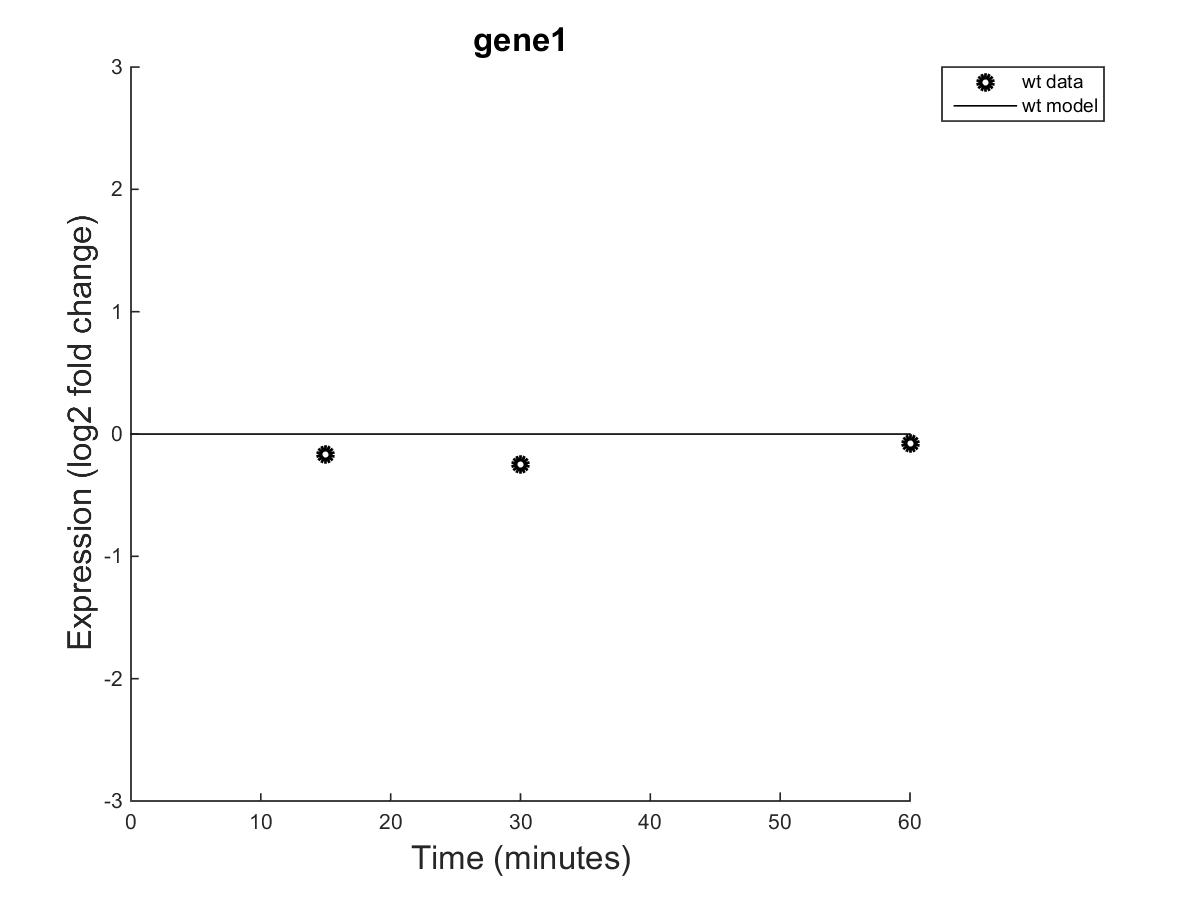 gene1
wt data
wt model
3
2
1
0
-1
-2
-3
Expression (log2 fold change)
0 10 20 30 40 50 60
Time (minutes)